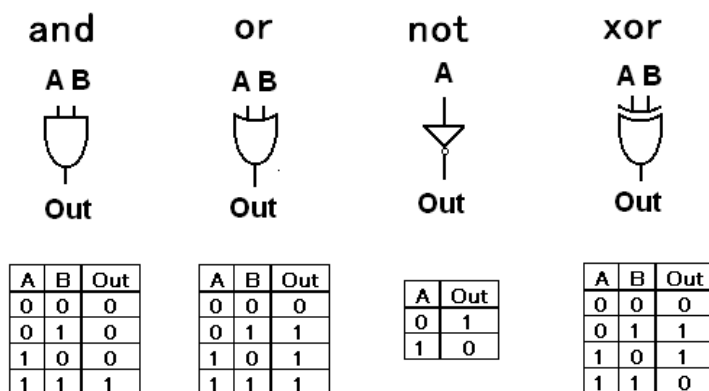 and or not xor
A B A B A A B
Out Out Out Out
A B Out A B Out A Out A B Out
0 0 0 0 0 0 0 1 0 0 0
0 1 0 0 1 1 1 0 0 1 1
1 0 0 1 0 1 1 0 1
1 1 1 1 1 1 1 1 0